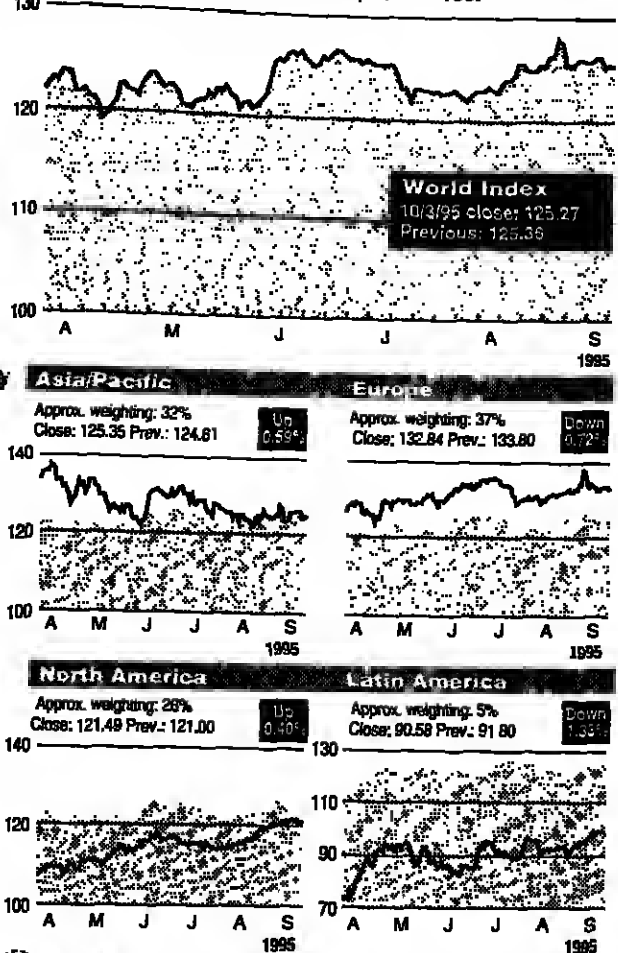 130
120
110
100
World Index
10/3/95 close: 125.27
Previous: 125.36
A M J J A S
1995
Asia/Pacific
Approx. weighting: 32%
Close: 125.35 Prev.: 124.61
Up
0.59%
140
120
100
A M J J A S
1995
Europe
Approx. weighting: 37%
Close: 132.84 Prev.: 133.80
Down
0.72%
A M J J A S
1995
North America
Approx. weighting: 26%
Close: 121.49 Prev.: 121.00
Up
0.40%
140
120
100
A M J J A S
1995
Latin America
Approx. weighting: 5%
Close: 90.58 Prev.: 91.80
Down
130
110
90
70
A M J J A S
1995